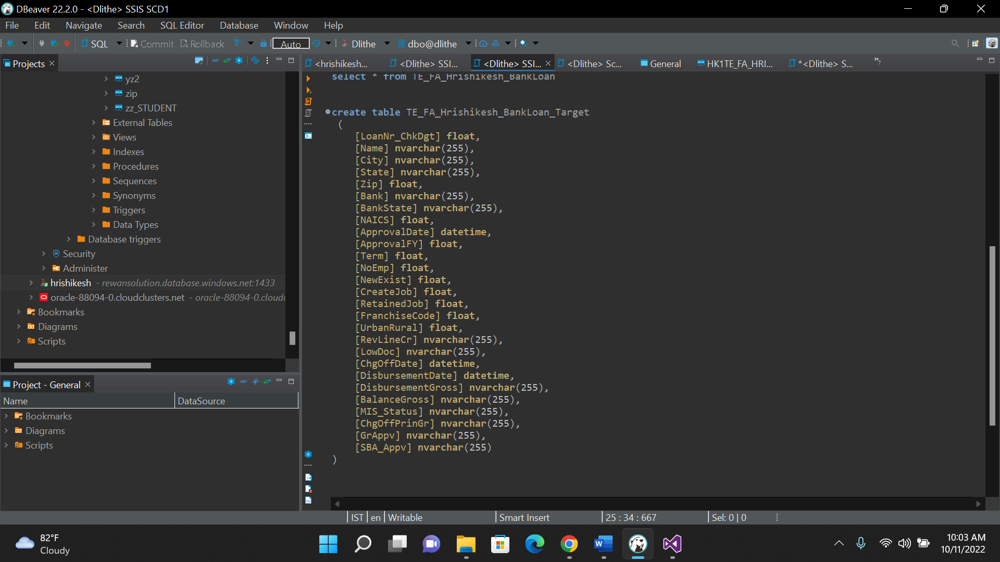 DBeaver 22.2.0 - <Dlithe> SSIS SCD1
File Edit Navigate Search SQL Editor Database Window Help
SQL Commit Rollback Auto Dlithe dbo@dlithe
Projects
yz2
zip
zz_STUDENT
External Tables
Views
Indexes
Procedures
Sequences
Synonyms
Triggers
Data Types
Database triggers
Security
Administer
hrishikesh - rewansolution.database.windows.net:1433
oracle-88094-0.cloudclusters.net - oracle-88094-0.cloudc
Bookmarks
Diagrams
Scripts
Project - General
Name DataSource
Bookmarks
Diagrams
Scripts
<hrishikesh... <Dlithe> SSI... <Dlithe> SSI... <Dlithe> Sc... General HK1TE_FA_HRI... *<Dlithe> S... »7
select * from TE_FA_Hrishikesh_BankLoan
create table TE_FA_Hrishikesh_BankLoan_Target
(
[LoanNr_ChkDgt] float,
[Name] nvarchar(255),
[City] nvarchar(255),
[State] nvarchar(255),
[Zip] float,
[Bank] nvarchar(255),
[BankState] nvarchar(255),
[NAICS] float,
[ApprovalDate] datetime,
[ApprovalFY] float,
[Term] float,
[NoEmp] float,
[NewExist] float,
[CreateJob] float,
[RetainedJob] float,
[FranchiseCode] float,
[UrbanRural] float,
[RevLineCr] nvarchar(255),
[LowDoc] nvarchar(255),
[ChgOffDate] datetime,
[DisbursementDate] datetime,
[DisbursementGross] nvarchar(255),
[BalanceGross] nvarchar(255),
[MIS_Status] nvarchar(255),
[ChgOffPrinGr] nvarchar(255),
[GrAppv] nvarchar(255),
[SBA_Appv] nvarchar(255)
)
IST en Writable Smart Insert 25 : 34 : 667 Sel: 0 | 0
82°F
Cloudy
10:03 AM
10/11/2022